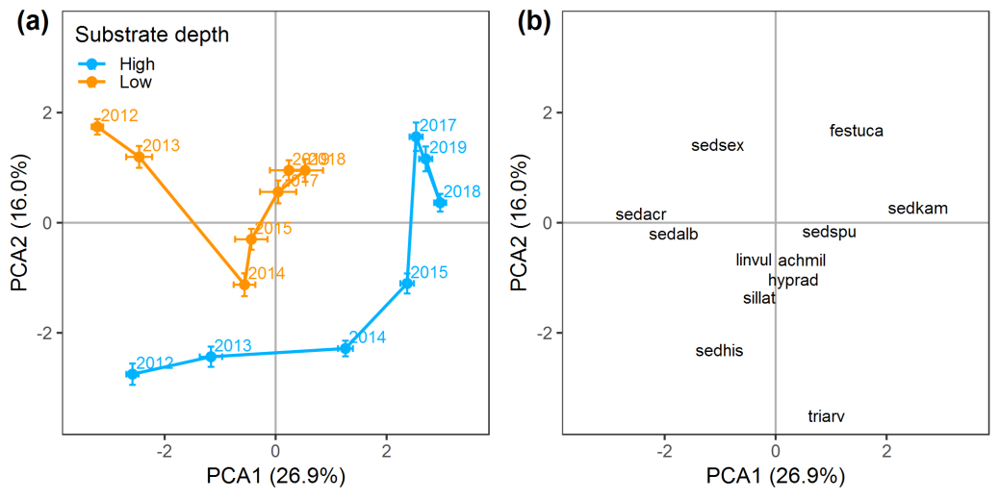 (a)
Substrate depth
High
Low
2
0
-2
PCA2 (16.0%)
2012
2013
2014
2015
2017
2019
2018
2012
2013
2014
2015
2017
2019
2018
-2
0
2
PCA1 (26.9%)
(b)
2
0
-2
PCA2 (16.0%)
festuca
sedsex
sedkam
sedacr
sedalb
sedspu
linvul achmil
hyprad
sillat
sedhis
triarv
-2
0
2
PCA1 (26.9%)